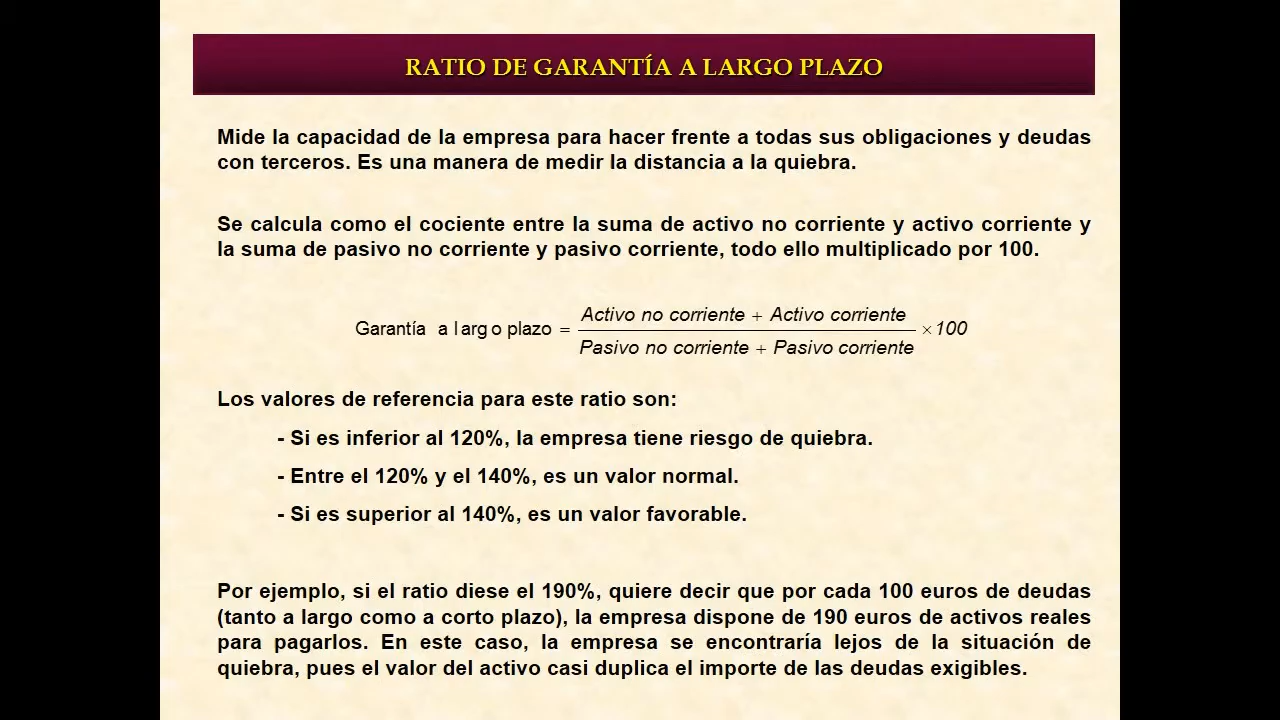 RATIO DE GARANTÍA A LARGO PLAZO
Mide la capacidad de la empresa para hacer frente a todas sus obligaciones y deudas
con terceros. Es una manera de medir la distancia a la quiebra.
Se calcula como el cociente entre la suma de activo no corriente y activo corriente y
la suma de pasivo no corriente y pasivo corriente, todo ello multiplicado por 100.
Garantía a largo plazo = Activo no corriente + Activo corriente
Pasivo no corriente + Pasivo corriente ×100
Los valores de referencia para este ratio son:
- Si es inferior al 120%, la empresa tiene riesgo de quiebra.
- Entre el 120% y el 140%, es un valor normal.
- Si es superior al 140%, es un valor favorable.
Por ejemplo, si el ratio diese el 190%, quiere decir que por cada 100 euros de deudas
(tanto a largo como a corto plazo), la empresa dispone de 190 euros de activos reales
para pagarlos. En este caso, la empresa se encontraría lejos de la situación de
quiebra, pues el valor del activo casi duplica el importe de las deudas exigibles.